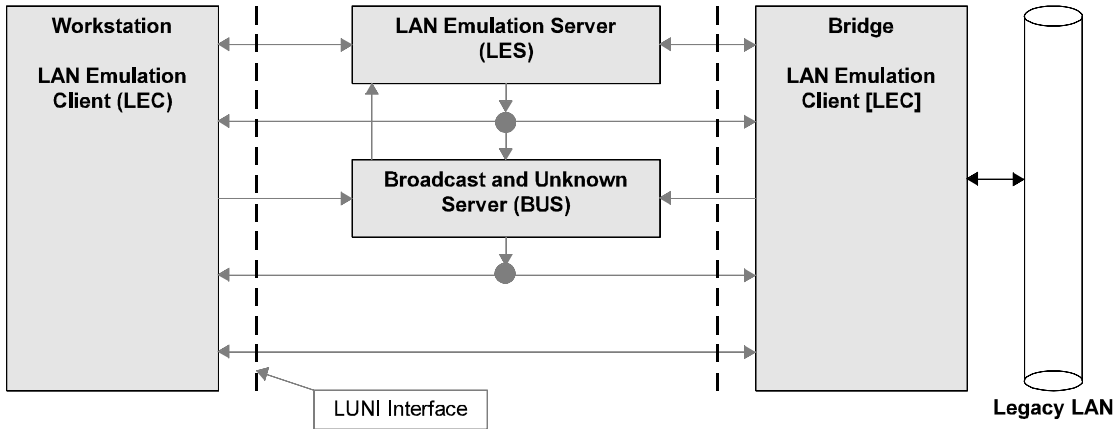 Workstation
LAN Emulation
Client (LEC)
LAN Emulation Server
(LES)
Bridge
LAN Emulation
Client [LEC]
Broadcast and Unknown
Server (BUS)
LUNI Interface
Legacy LAN